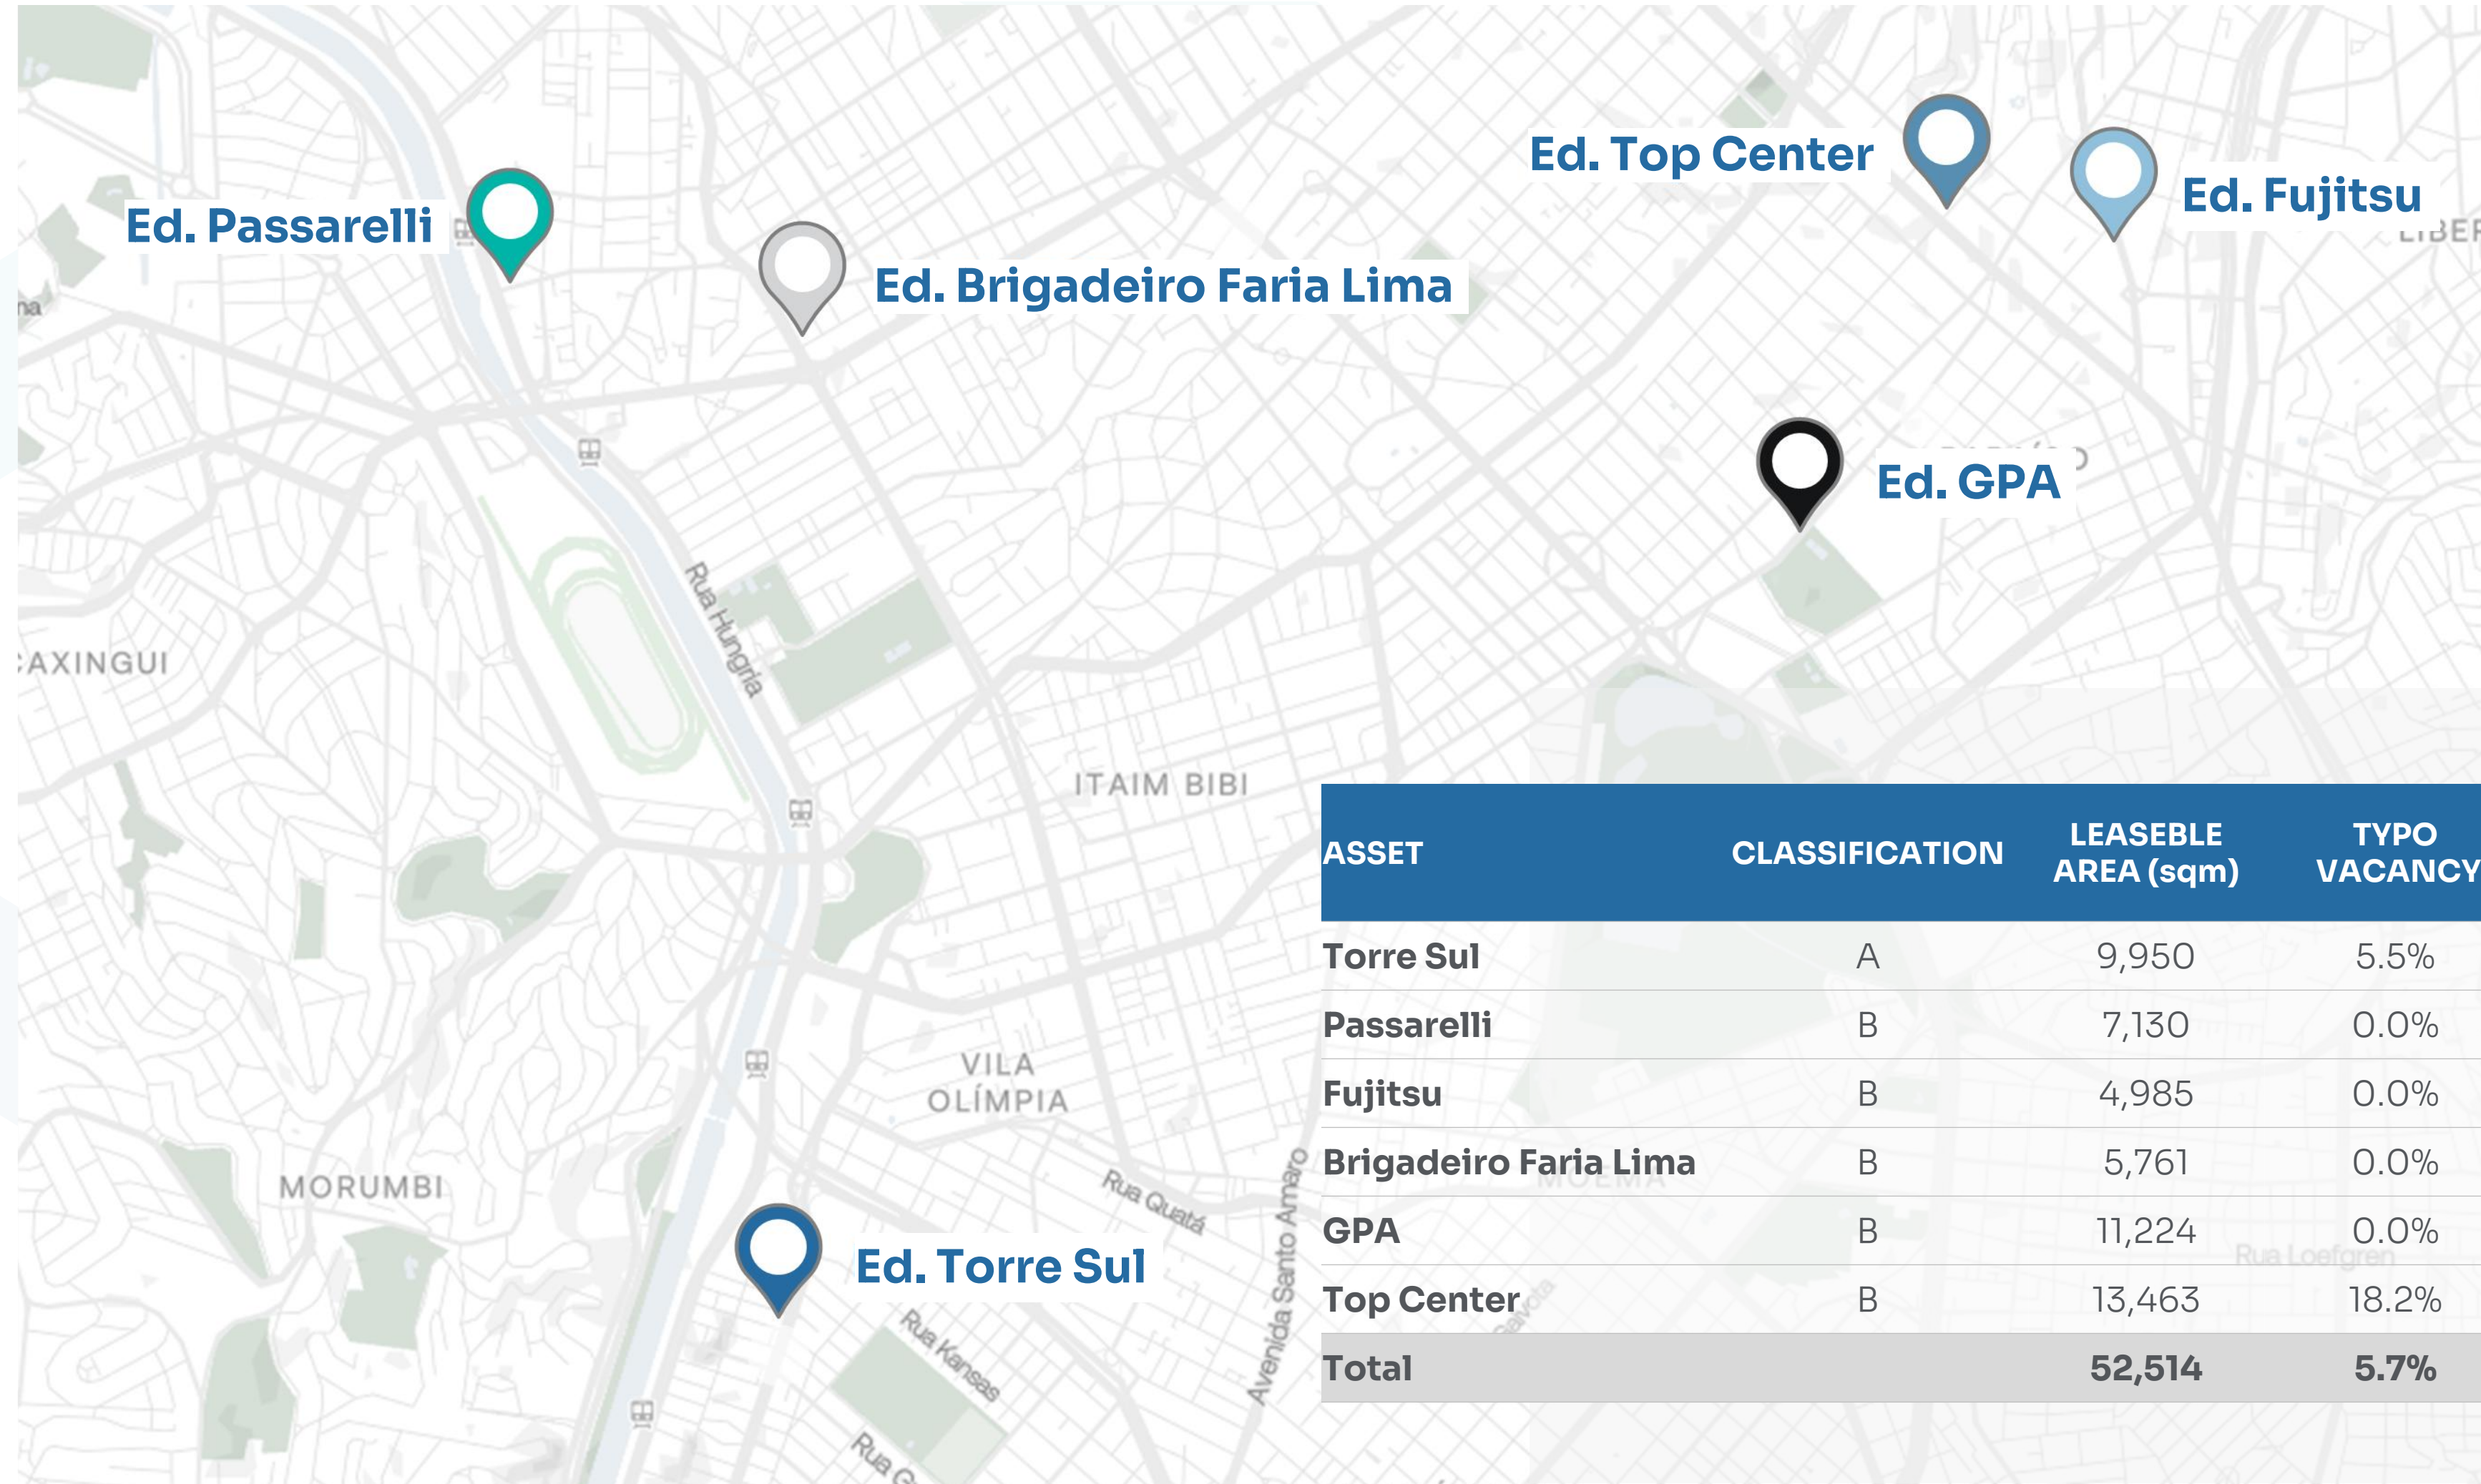 Ed. Top Center
Ed. Fujitsu
Ed. Passarelli
Ed. Brigadeiro Faria Lima
Ed. GPA
Rua Hungria
AXINGUI
ITAIM BIBI
VILA
OLÍMPIA
MORUMBI
Rua Quatá
Avenida Santo Amaro
Ed. Torre Sul
Rua Kansas
Rua G
ASSET CLASSIFICATION LEASEBLE AREA (sqm) TYPO VACANCY
Torre Sul A 9,950 5.5%
Passarelli B 7,130 0.0%
Fujitsu B 4,985 0.0%
Brigadeiro Faria Lima B 5,761 0.0%
MOEMA
GPA B 11,224 0.0%
Rua Loefgren
Top Center B 13,463 18.2%
Total 52,514 5.7%